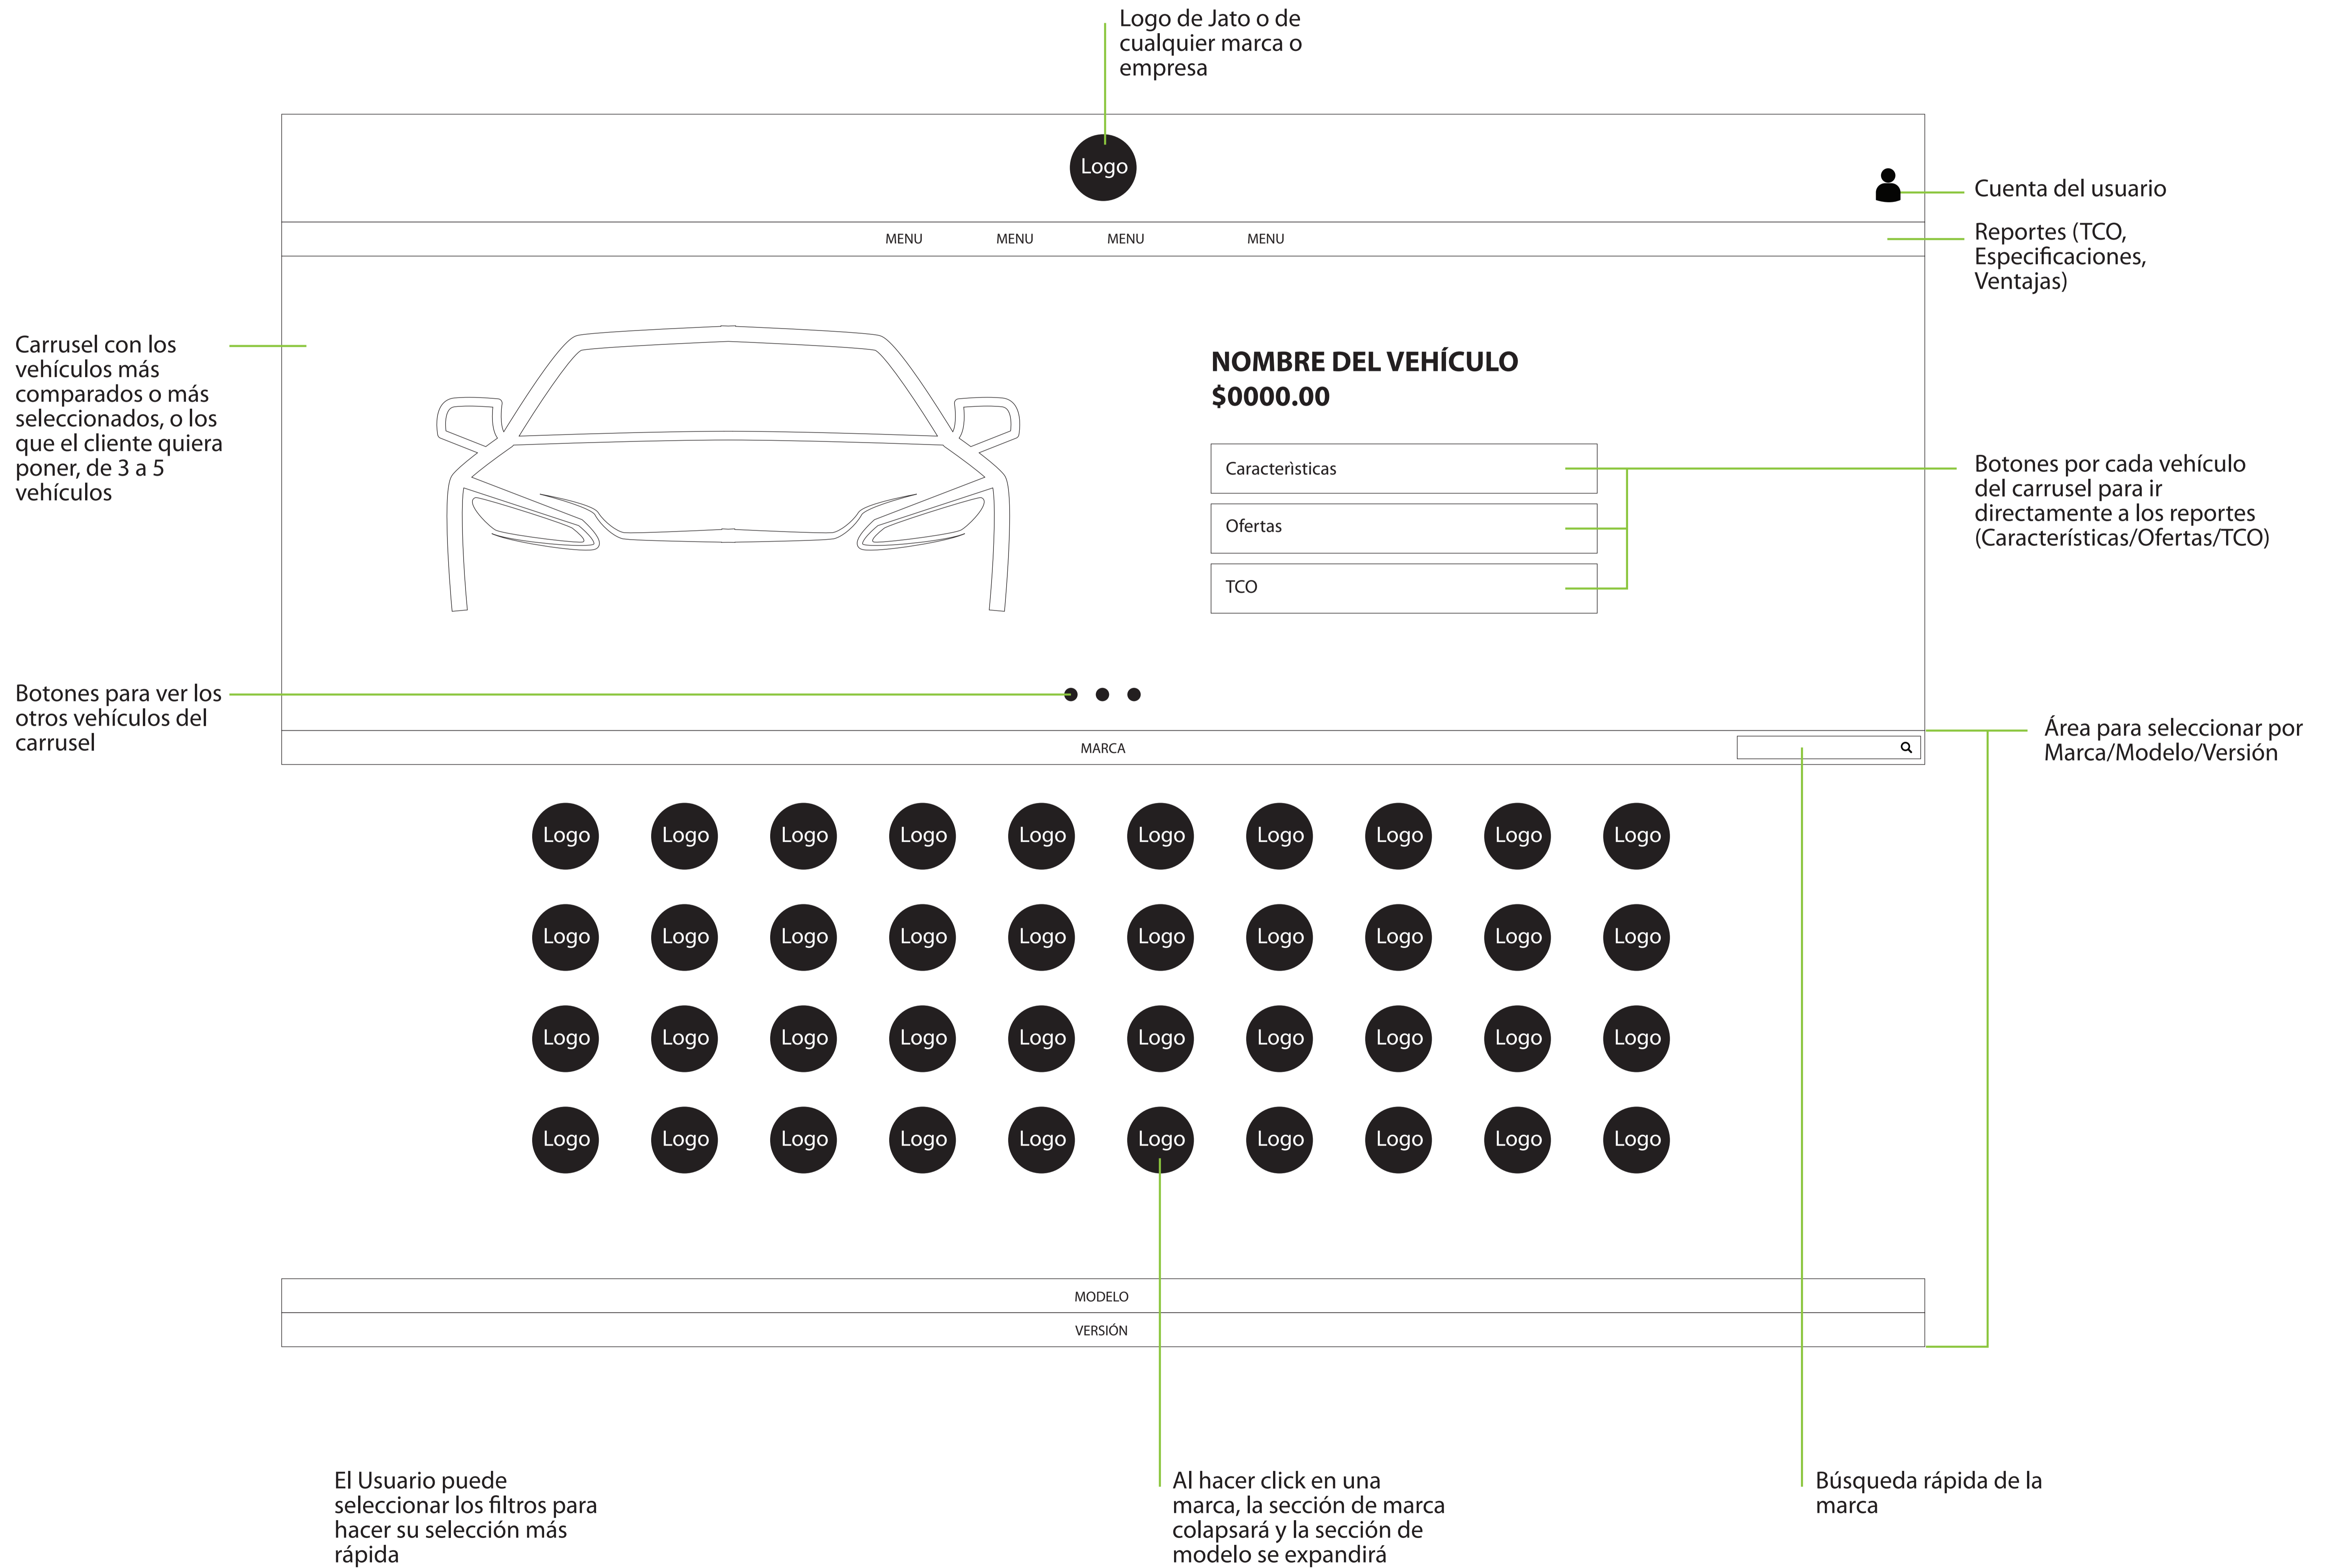 Logo de Jato o de
cualquier marca o
empresa
Logo
Cuenta del usuario
MENU MENU MENU MENU
Reportes (TCO,
Especificaciones,
Ventajas)
Carrusel con los
vehículos más
comparados o más
seleccionados, o los
que el cliente quiera
poner, de 3 a 5
vehículos
NOMBRE DEL VEHÍCULO
$0000.00
Caracterìsticas
Ofertas
TCO
Botones por cada vehículo
del carrusel para ir
directamente a los reportes
(Características/Ofertas/TCO)
Botones para ver los
otros vehículos del
carrusel
Área para seleccionar por
Marca/Modelo/Versión
MARCA
Logo Logo Logo Logo Logo Logo Logo Logo Logo Logo
Logo Logo Logo Logo Logo Logo Logo Logo Logo Logo
Logo Logo Logo Logo Logo Logo Logo Logo Logo Logo
Logo Logo Logo Logo Logo Logo Logo Logo Logo Logo
MODELO
VERSIÓN
El Usuario puede
seleccionar los filtros para
hacer su selección más
rápida
Al hacer click en una
marca, la sección de marca
colapsará y la sección de
modelo se expandirá
Búsqueda rápida de la
marca